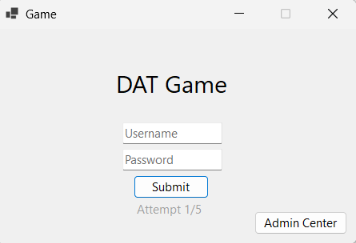 Game
DAT Game
Username
Password
Submit
Attempt 1/5
Admin Center